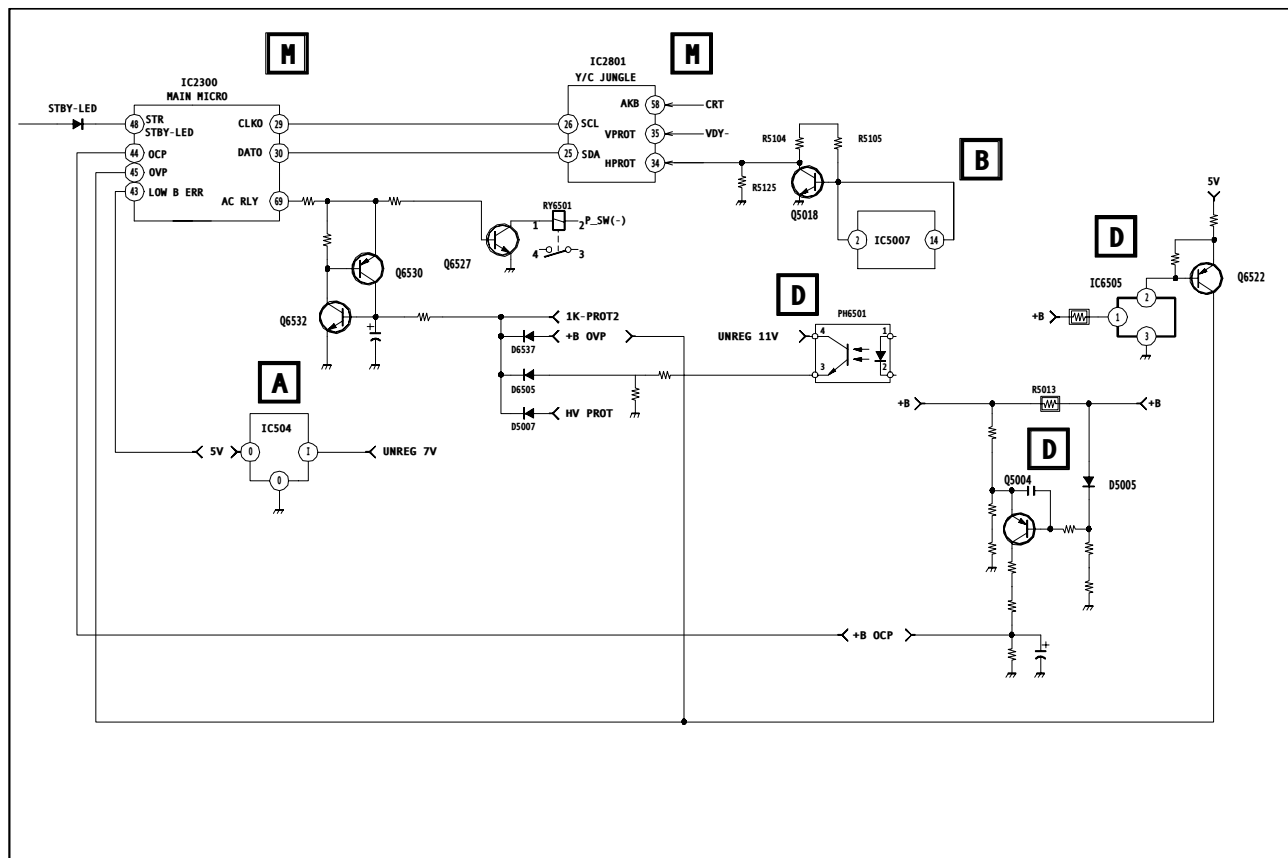 M
M
IC2300
MAIN MICRO
IC2801
Y/C JUNGLE
STBY-LED
48 STR
STBY-LED
CLKO 29
44 OCP
DATO 30
45 OVP
43 LOW B ERR
AC RLY 69
AKB 58 CRT
26 SCL
VPROT 35 VDY-
25 SDA
HPROT 34
R5104
R5105
R5125
Q5018
B
2 IC5007 14
5V
RY6501
1 2 P_SW(-)
4 3
Q6527
Q6530
Q6532
D
IC6505
Q6522
2
+B 1
3
1K-PROT2
D6537
+B OVP
D6505
D5007
HV PROT
D
PH6501
UNREG 11V
4 1
3 2
A
IC504
5V O I UNREG 7V
O
+B R5013 +B
D
Q5004
D5005
+B OCP
+
+